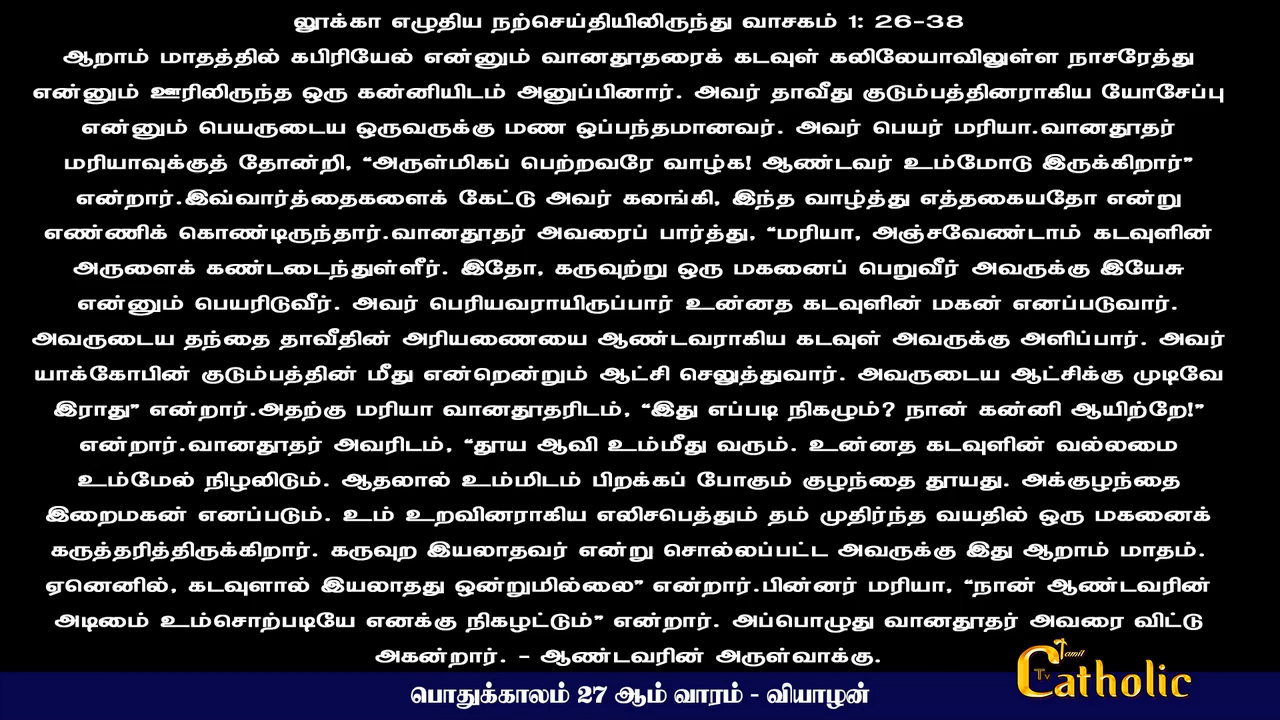 லூக்கா எழுதிய நற்செய்தியிலிருந்து வாசகம் 1: 26-38
ஆறாம் மாதத்தில் கபிரியேல் என்னும் வானதூதரைக் கடவுள் கலிலேயாவிலுள்ள நாசரேத்து
என்னும் ஊரிலிருந்த ஒரு கன்னியிடம் அனுப்பினார். அவர் தாவீது குடும்பத்தினராகிய யோசேப்பு
என்னும் பெயருடைய ஒருவருக்கு மண ஒப்பந்தமானவர். அவர் பெயர் மரியா.வானதூதர்
மரியாவுக்குத் தோன்றி, “அருள்மிகப் பெற்றவரே வாழ்க! ஆண்டவர் உம்மோடு இருக்கிறார்”
என்றார்.இவ்வார்த்தைகளைக் கேட்டு அவர் கலங்கி, இந்த வாழ்த்து எத்தகையதோ என்று
எண்ணிக் கொண்டிருந்தார்.வானதூதர் அவரைப் பார்த்து, “மரியா, அஞ்சவேண்டாம் கடவுளின்
அருளைக் கண்டடைந்துள்ளீர். இதோ, கருவுற்று ஒரு மகனைப் பெறுவீர் அவருக்கு இயேசு
என்னும் பெயரிடுவீர். அவர் பெரியவராயிருப்பார் உன்னத கடவுளின் மகன் எனப்படுவார்.
அவருடைய தந்தை தாவீதின் அரியணையை ஆண்டவராகிய கடவுள் அவருக்கு அளிப்பார். அவர்
யாக்கோபின் குடும்பத்தின் மீது என்றென்றும் ஆட்சி செலுத்துவார். அவருடைய ஆட்சிக்கு முடிவே
இராது” என்றார்.அதற்கு மரியா வானதூதரிடம், “இது எப்படி நிகழும்? நான் கன்னி ஆயிற்றே!”
என்றார்.வானதூதர் அவரிடம், “தூய ஆவி உம்மீது வரும். உன்னத கடவுளின் வல்லமை
உம்மேல் நிழலிடும். ஆதலால் உம்மிடம் பிறக்கப் போகும் குழந்தை தூயது. அக்குழந்தை
இறைமகன் எனப்படும். உம் உறவினராகிய எலிசபெத்தும் தம் முதிர்ந்த வயதில் ஒரு மகனைக்
கருத்தரித்திருக்கிறார். கருவுற இயலாதவர் என்று சொல்லப்பட்ட அவருக்கு இது ஆறாம் மாதம்.
ஏனெனில், கடவுளால் இயலாதது ஒன்றுமில்லை” என்றார்.பின்னர் மரியா, “நான் ஆண்டவரின்
அடிமை உம்சொற்படியே எனக்கு நிகழட்டும்” என்றார். அப்பொழுது வானதூதர் அவரை விட்டு
அகன்றார். - ஆண்டவரின் அருள்வாக்கு.
பொதுக்காலம் 27 ஆம் வாரம் - வியாழன்
Tamil
Catholic
Tv